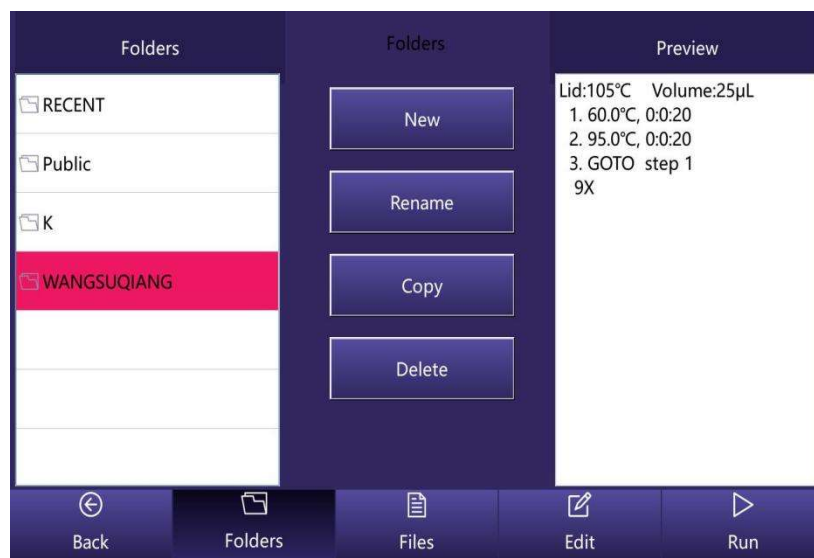 Folders
RECENT
Public
K
WANGSUQIANG
Folders
New
Rename
Copy
Delete
Preview
Lid:105℃ Volume:25μL
1. 60.0℃, 0:0:20
2. 95.0℃, 0:0:20
3. GOTO step 1
9X
Back
Folders
Files
Edit
Run